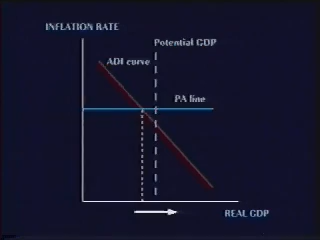 INFLATION RATE
Potential GDP
ADI curve
PA line
REAL GDP